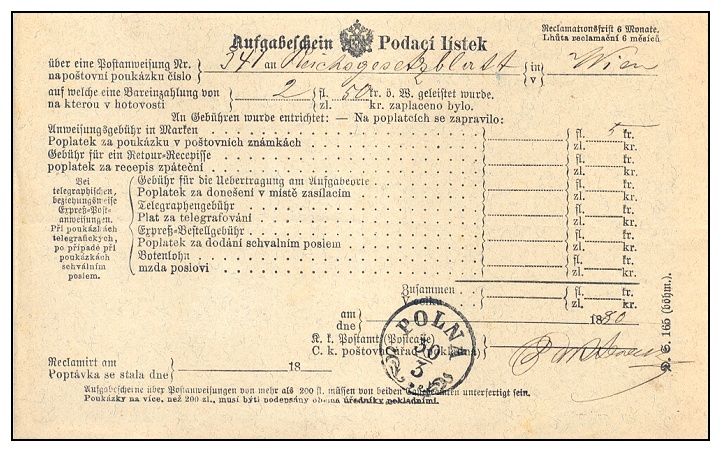 Aufgabeschein Podací lístek
Reclamationsfrist 6 Monate.
Lhůta reclamační 6 měsíců.
über eine Postanweisung Nr. 341 an Reichsgesetzblatt in Wien
na poštovní poukázku číslo v
auf welche eine Bareinzahlung von 2 fl. 50 kr. ö. W. geleistet wurde.
na kterou v hotovosti zl. kr. zaplaceno bylo.
An Gebühren wurde entrichtet: — Na poplatcích se zapravilo:
Anweisungsgebühr in Marken fl. 5 kr.
Poplatek za poukázku v poštovních známkách zl. kr.
Gebühr für ein Retour-Recepisse fl. kr.
poplatek za recepis zpáteční zl. kr.
Bei
telegraphischen,
beziehungsweise
Expreß-Post-
anweisungen.
Při poukázkách
telegrafických,
po případě při
poukázkách
schválním
poslem.
Gebühr für die Uebertragung am Aufgabeorte fl. kr.
Poplatek za donešení v místě zasílacím zl. kr.
Telegraphengebühr fl. kr.
Plat za telegrafování zl. kr.
Expreß-Bestellgebühr fl. kr.
Poplatek za dodání schválním poslem zl. kr.
Botenlohn fl. kr.
mzda poslovi zl. kr.
Zusammen fl. kr.
zl. kr.
am 1880
dne
K. k. Postamt (Postcasse)
C. k. poštovní úřad
POLNA
30
3
Reclamirt am 18
Poptávka se stala dne
D. S. 165 (böhm.)
Aufgabescheine über Postanweisungen von mehr als 200 fl. müssen von beiden Cassebeamten unterfertigt sein.
Poukázky na více, než 200 zl., musí býti podepsány oběma úředníky pokladními.